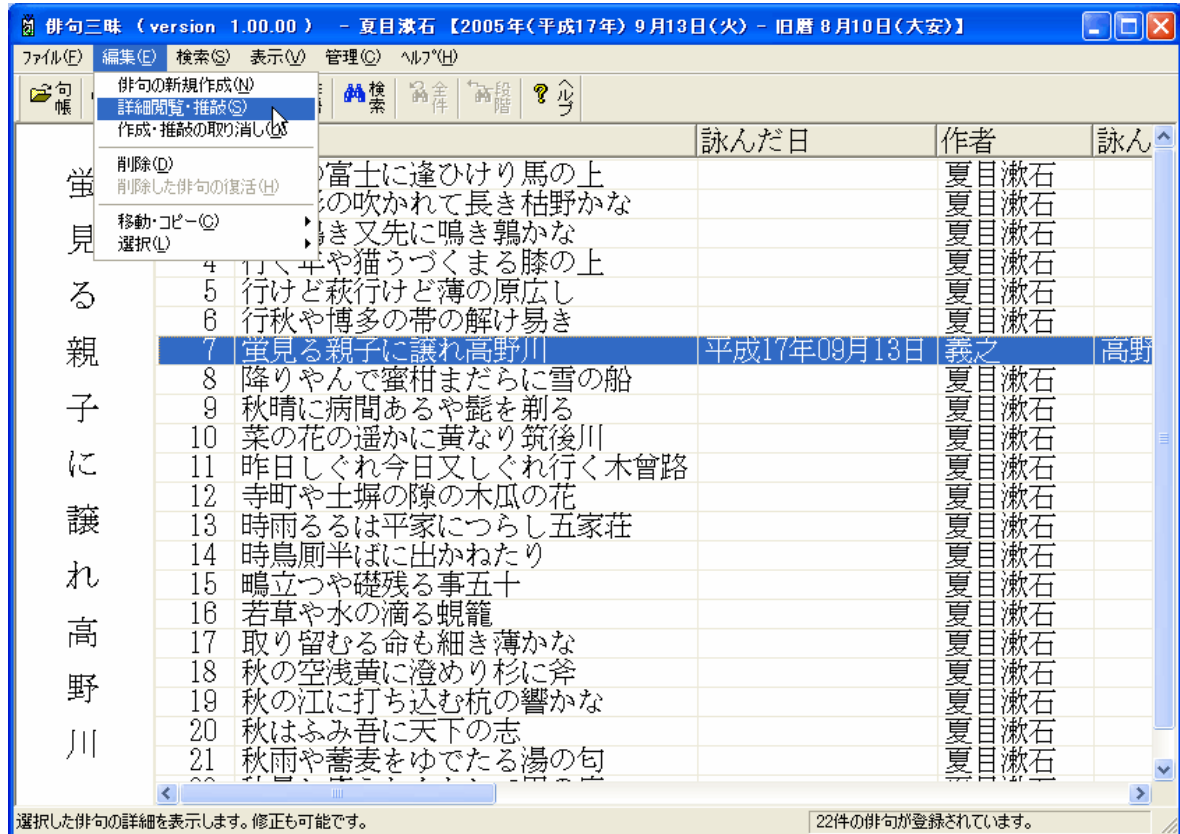 俳句三昧 ( version 1.00.00 ) - 夏目漱石 【2005年(平成17年) 9月13日(火) - 旧暦 8月10日(大安)】
ファイル(F) 編集(E) 検索(S) 表示(V) 管理(C) ヘルプ(H)
句帳 検索 全件 段階 ヘルプ
俳句の新規作成(N)
詳細閲覧・推敲(S)
作成・推敲の取り消し
削除(D)
削除した俳句の復活(H)
移動・コピー(C)
選択(L)
蛍見る親子に譲れ高野川
詠んだ日 作者 詠ん
富士に逢ひけり馬の上 夏目漱石
の吹かれて長き枯野かな 夏目漱石
き又先に鳴き鶉かな 夏目漱石
4 行く年や猫うづくまる膝の上 夏目漱石
5 行けど萩行けど薄の原広し 夏目漱石
6 行秋や博多の帯の解け易き 夏目漱石
7 蛍見る親子に譲れ高野川 平成17年09月13日 義之 高野
8 降りやんで蜜柑まだらに雪の船 夏目漱石
9 秋晴に病間あるや髭を剃る 夏目漱石
10 菜の花の遥かに黄なり筑後川 夏目漱石
11 昨日しぐれ今日又しぐれ行く木曾路 夏目漱石
12 寺町や土塀の隙の木瓜の花 夏目漱石
13 時雨るるは平家につらし五家荘 夏目漱石
14 時鳥厠半ばに出かねたり 夏目漱石
15 鴫立つや礎残る事五十 夏目漱石
16 若草や水の滴る蜆籠 夏目漱石
17 取り留むる命も細き薄かな 夏目漱石
18 秋の空浅黄に澄めり杉に斧 夏目漱石
19 秋の江に打ち込む杭の響かな 夏目漱石
20 秋はふみ吾に天下の志 夏目漱石
21 秋雨や蕎麦をゆでたる湯の匂 夏目漱石
選択した俳句の詳細を表示します。修正も可能です。 22件の俳句が登録されています。